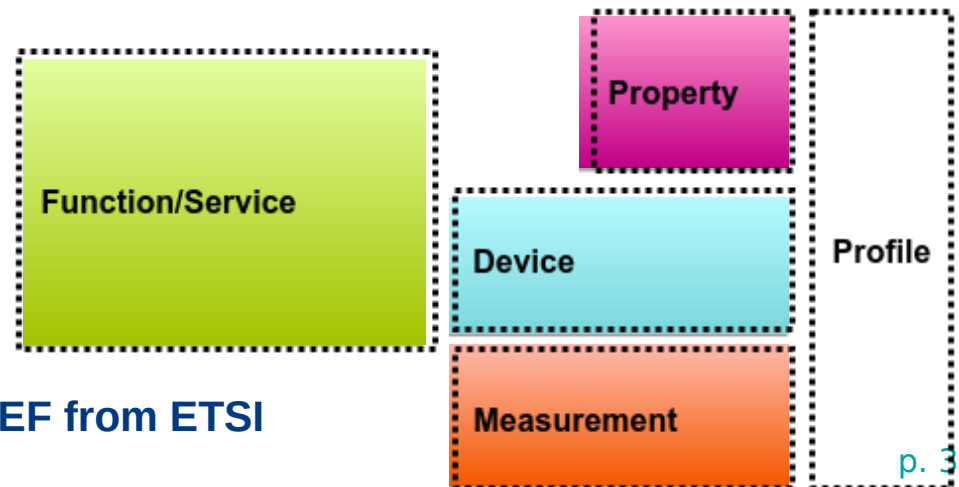 Property
Function/Service
Device
Profile
Measurement
EF from ETSI
p. 3